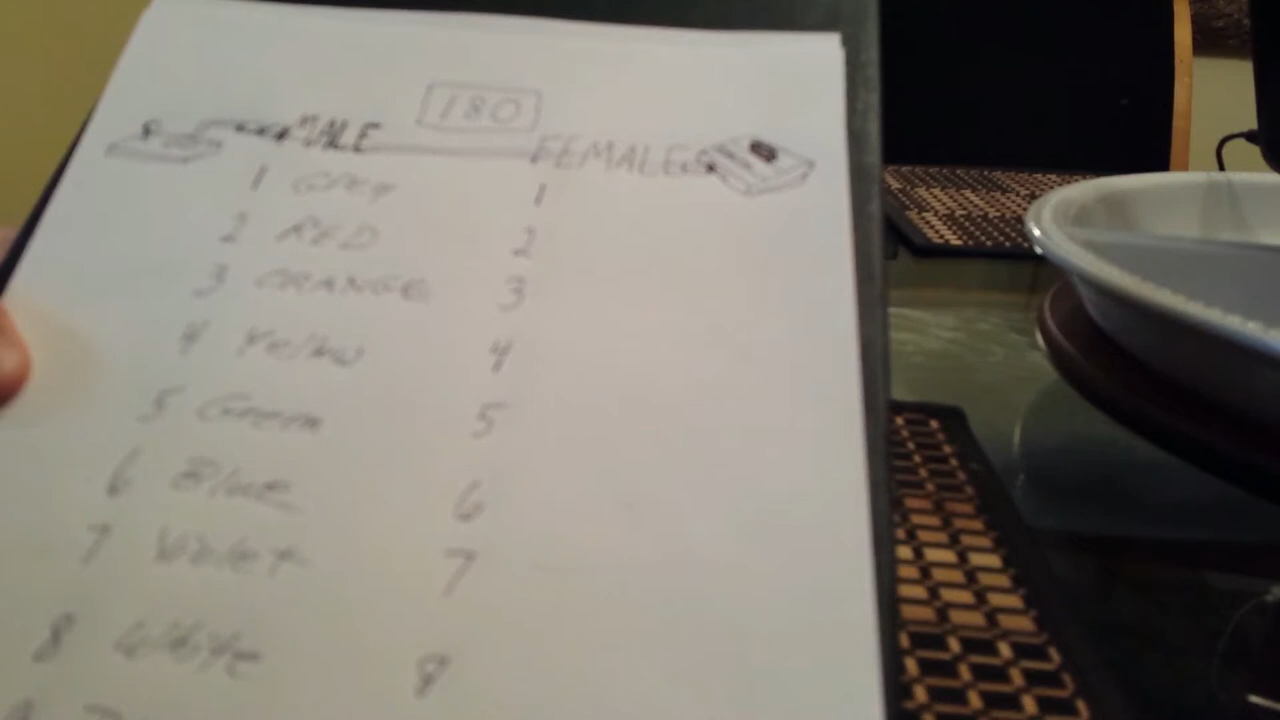 180
MALE FEMALE
1 GREY 1
2 RED 2
3 ORANGE 3
4 Yellow 4
5 Green 5
6 Blue 6
7 Violet 7
8 White 8